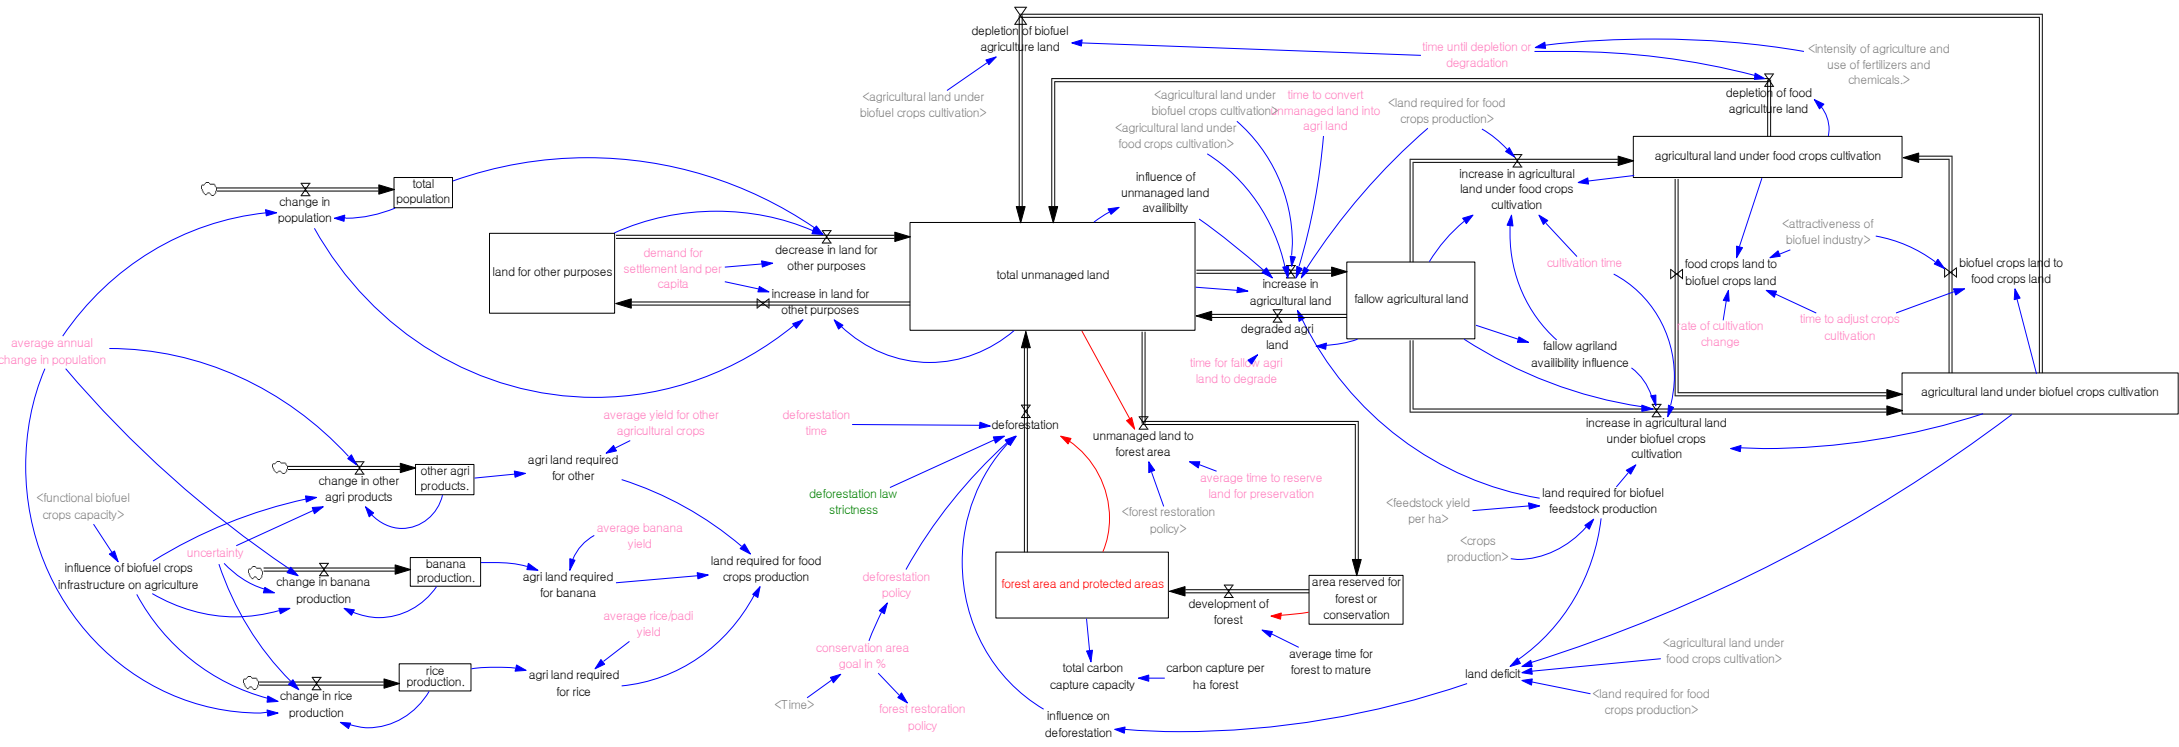 depletion of biofuel
agriculture land
time until depletion or
degradation
<intensity of agriculture and
use of fertilizers and
chemicals.>
<agricultural land under
biofuel crops cultivation>
<agricultural land under
biofuel crops cultivation>
time to convert
unmanaged land into
agri land
<land required for food
crops production>
depletion of food
agriculture land
<agricultural land under
food crops cultivation>
agricultural land under food crops cultivation
total
population
change in
population
influence of
unmanaged land
availibilty
increase in agricultural
land under food crops
cultivation
<attractiveness of
biofuel industry>
land for other purposes
demand for
settlement land per
capita
decrease in land for
other purposes
increase in land for
othet purposes
total unmanaged land
increase in
agricultural land
fallow agricultural land
cultivation time
food crops land to
biofuel crops land
biofuel crops land to
food crops land
degraded agri
land
time for fallow agri
land to degrade
fallow agriland
availibility influence
rate of cultivation
change
time to adjust crops
cultivation
average annual
change in population
agricultural land under biofuel crops cultivation
average yield for other
agricultural crops
deforestation
time
deforestation
unmanaged land to
forest area
increase in agricultural land
under biofuel crops
cultivation
other agri
products.
change in other
agri products
agri land required
for other
<functional biofuel
crops capacity>
deforestation law
strictness
average time to reserve
land for preservation
<forest restoration
policy>
land required for biofuel
feedstock production
<feedstock yield
per ha>
<crops
production>
average banana
yield
uncertainty
influence of biofuel crops
infrastructure on agriculture
banana
production.
change in banana
production
agri land required
for banana
land required for food
crops production
deforestation
policy
forest area and protected areas
area reserved for
forest or
conservation
development of
forest
average rice/padi
yield
conservation area
goal in %
average time for
forest to mature
total carbon
capture capacity
carbon capture per
ha forest
<agricultural land under
food crops cultivation>
land deficit
rice
production.
change in rice
production
agri land required
for rice
<Time>
forest restoration
policy
influence on
deforestation
<land required for food
crops production>